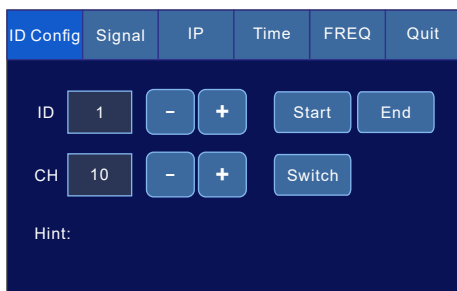 ID Config Signal IP Time FREQ Quit
ID 1 - + Start End
CH 10 - + Switch
Hint: